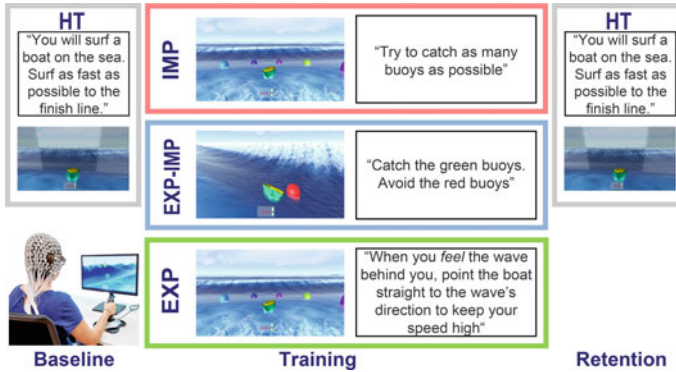 HT
“You will surf a
boat on the sea.
Surf as fast as
possible to the
finish line.”
IMP
“Try to catch as many
buoys as possible”
EXP-IMP
“Catch the green buoys.
Avoid the red buoys”
EXP
“When you feel the wave
behind you, point the boat
straight to the wave’s
direction to keep your
speed high“
HT
“You will surf a
boat on the sea.
Surf as fast as
possible to the
finish line.”
Baseline
Training
Retention